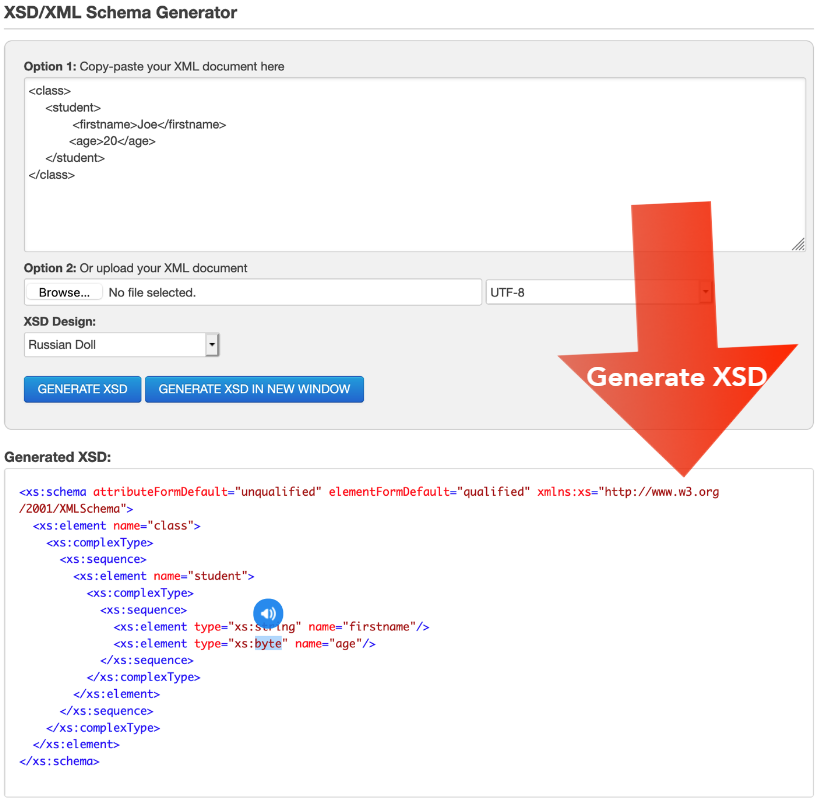 XSD/XML Schema Generator
Option 1: Copy-paste your XML document here
<class>
<student>
<firstname>Joe</firstname>
<age>20</age>
</student>
</class>
Option 2: Or upload your XML document
Browse... No file selected. UTF-8
XSD Design:
Russian Doll
GENERATE XSD GENERATE XSD IN NEW WINDOW
Generate XSD
Generated XSD:
<xs:schema attributeFormDefault="unqualified" elementFormDefault="qualified" xmlns:xs="http://www.w3.org
/2001/XMLSchema">
<xs:element name="class">
<xs:complexType>
<xs:sequence>
<xs:element name="student">
<xs:complexType>
<xs:sequence>
<xs:element type="xs:string" name="firstname"/>
<xs:element type="xs:byte" name="age"/>
</xs:sequence>
</xs:complexType>
</xs:element>
</xs:sequence>
</xs:complexType>
</xs:element>
</xs:schema>